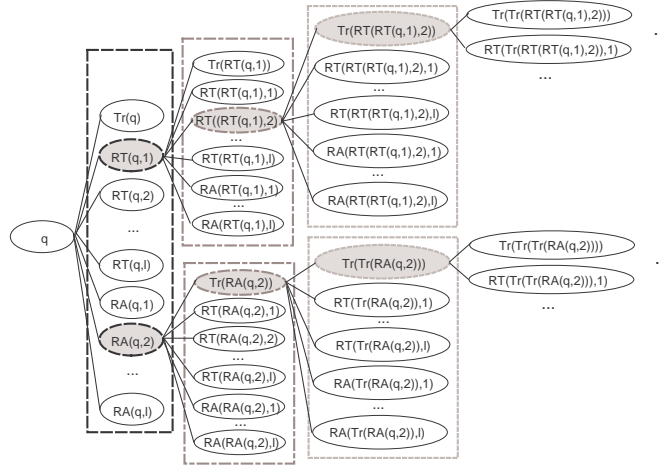 q
Tr(q)
RT(q,1)
RT(q,2)
...
RT(q,l)
RA(q,1)
RA(q,2)
...
RA(q,l)
Tr(RT(q,1))
RT(RT(q,1),1)
RT((RT(q,1),2)
...
RT(RT(q,1),l)
RA(RT(q,1),1)
...
RA(RT(q,1),l)
Tr(RA(q,2))
RT(RA(q,2),1)
RT(RA(q,2),2)
...
RT(RA(q,2),l)
RA(RA(q,2),1)
...
RA(RA(q,2),l)
Tr(RT(RT(q,1),2))
RT(RT(RT(q,1),2),1)
...
RT(RT(RT(q,1),2),l)
RA(RT(RT(q,1),2),1)
...
RA(RT(RT(q,1),2),l)
Tr(Tr(RA(q,2)))
RT(Tr(RA(q,2)),1)
...
RT(Tr(RA(q,2)),l)
RA(Tr(RA(q,2)),1)
...
RA(Tr(RA(q,2)),l)
Tr(Tr(RT(RT(q,1),2)))
RT(Tr(RT(RT(q,1),2)),1)
...
.
Tr(Tr(Tr(RA(q,2))))
RT(Tr(Tr(RA(q,2))),1)
...
.